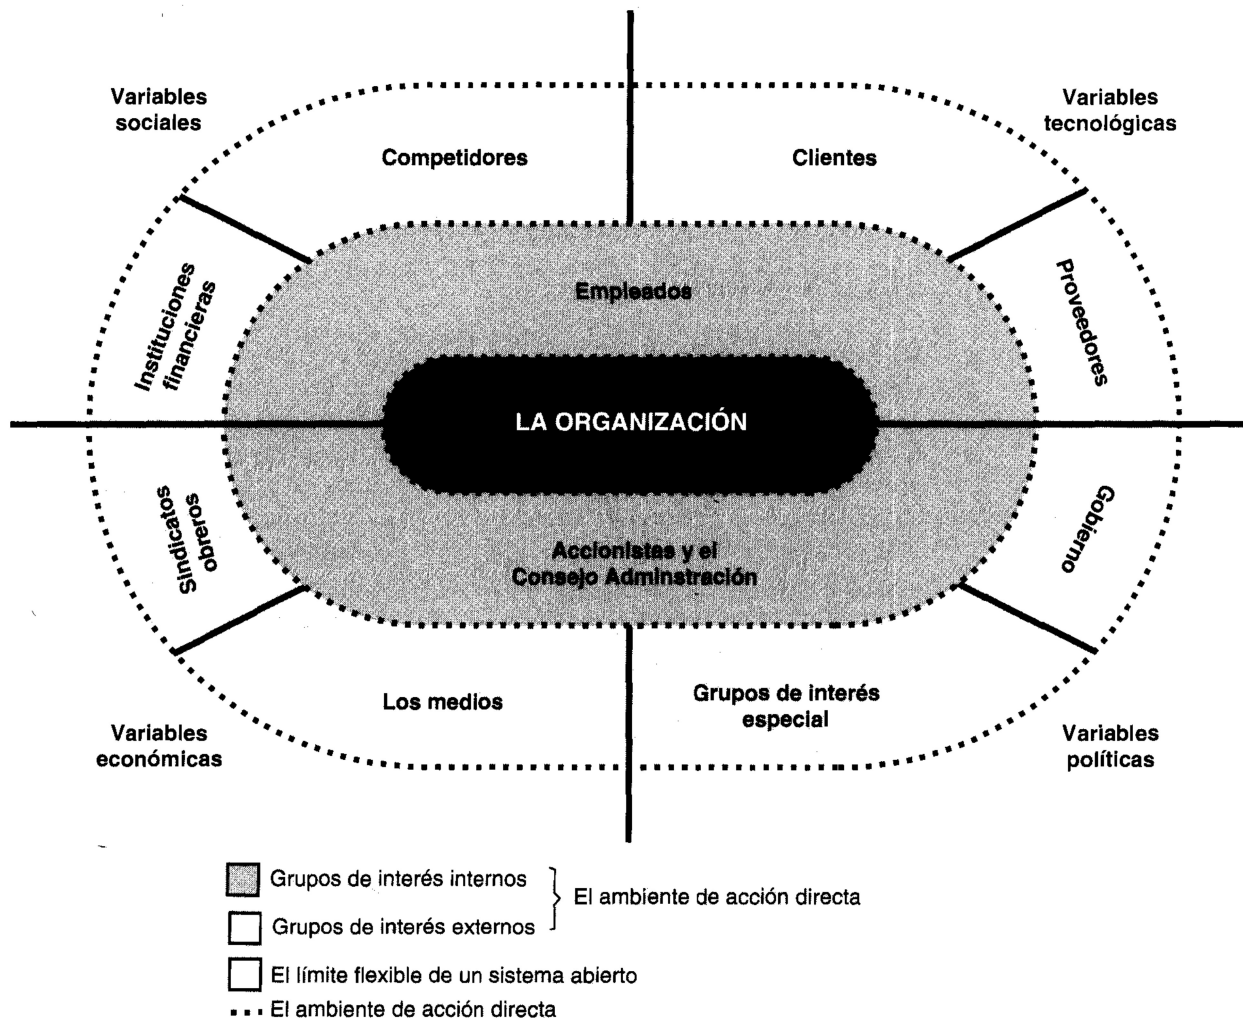 Variables
sociales
Variables
tecnológicas
Competidores
Clientes
Instituciones
financieras
Empleados
Proveedores
LA ORGANIZACIÓN
Sindicatos
obreros
Accionistas y el
Consejo Adminstración
Gobierno
Los medios
Grupos de interés
especial
Variables
económicas
Variables
políticas
Grupos de interés internos
El ambiente de acción directa
Grupos de interés externos
El límite flexible de un sistema abierto
El ambiente de acción directa